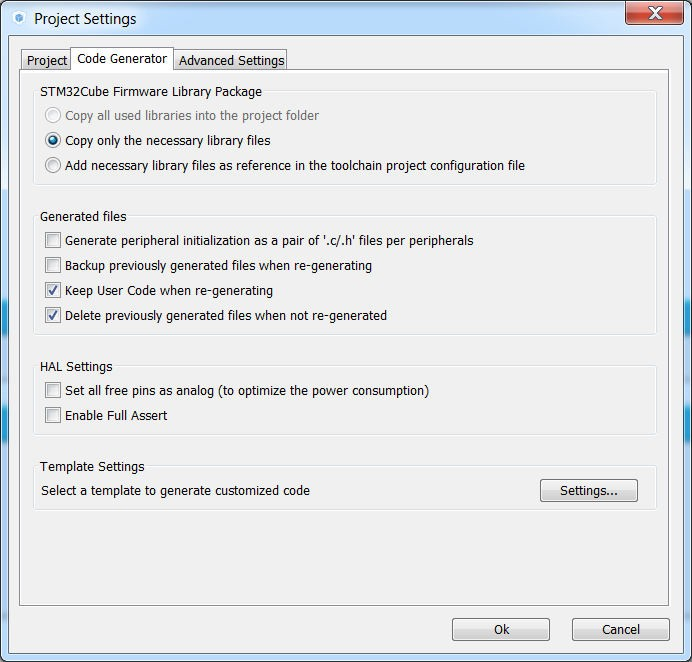 Project Settings
Project Code Generator Advanced Settings
STM32Cube Firmware Library Package
Copy all used libraries into the project folder
Copy only the necessary library files
Add necessary library files as reference in the toolchain project configuration file
Generated files
Generate peripheral initialization as a pair of '.c/.h' files per peripherals
Backup previously generated files when re-generating
Keep User Code when re-generating
Delete previously generated files when not re-generated
HAL Settings
Set all free pins as analog (to optimize the power consumption)
Enable Full Assert
Template Settings
Select a template to generate customized code Settings...
Ok Cancel